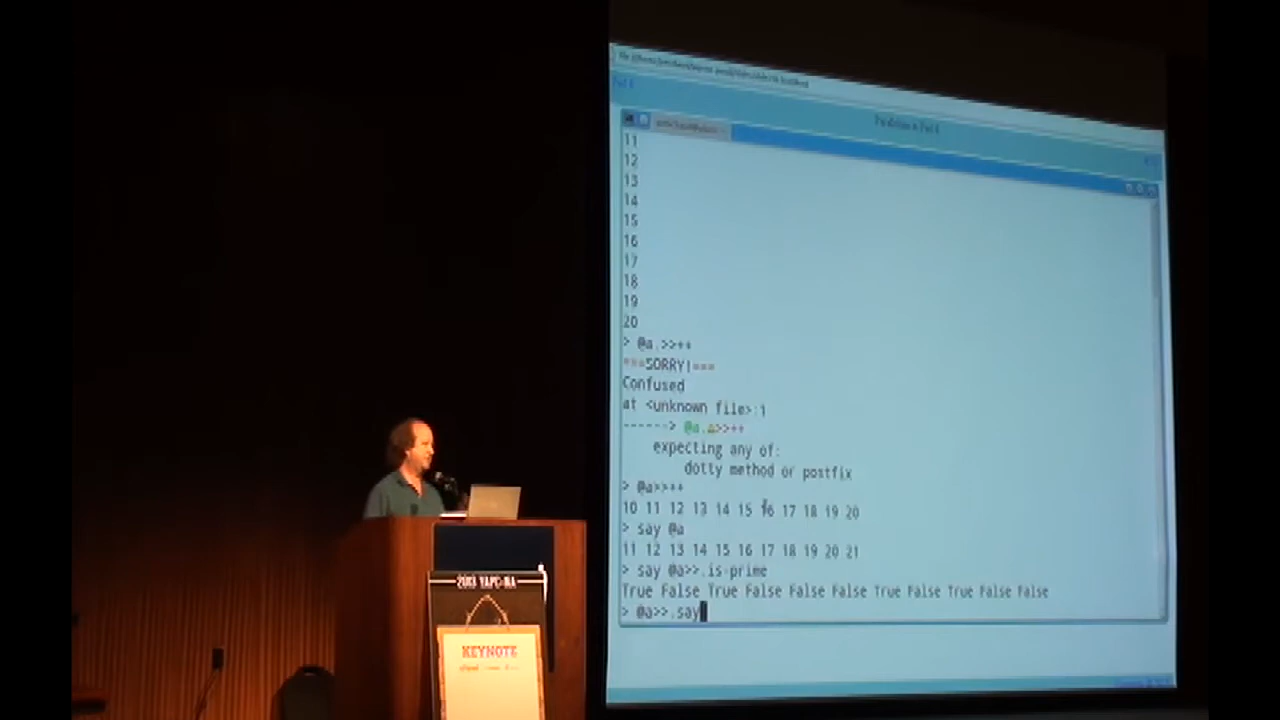 Perl 6
11
12
13
14
15
16
17
18
19
20
> @a.>>++
===SORRY!===
Confused
at <unknown file>:1
------> @a.⏏>>++
expecting any of:
dotty method or postfix
> @a>>++
10 11 12 13 14 15 16 17 18 19 20
> say @a
11 12 13 14 15 16 17 18 19 20 21
> say @a>>.is-prime
True False True False False False True False True False False
> @a>>.say
2013 YAPC::NA
KEYNOTE